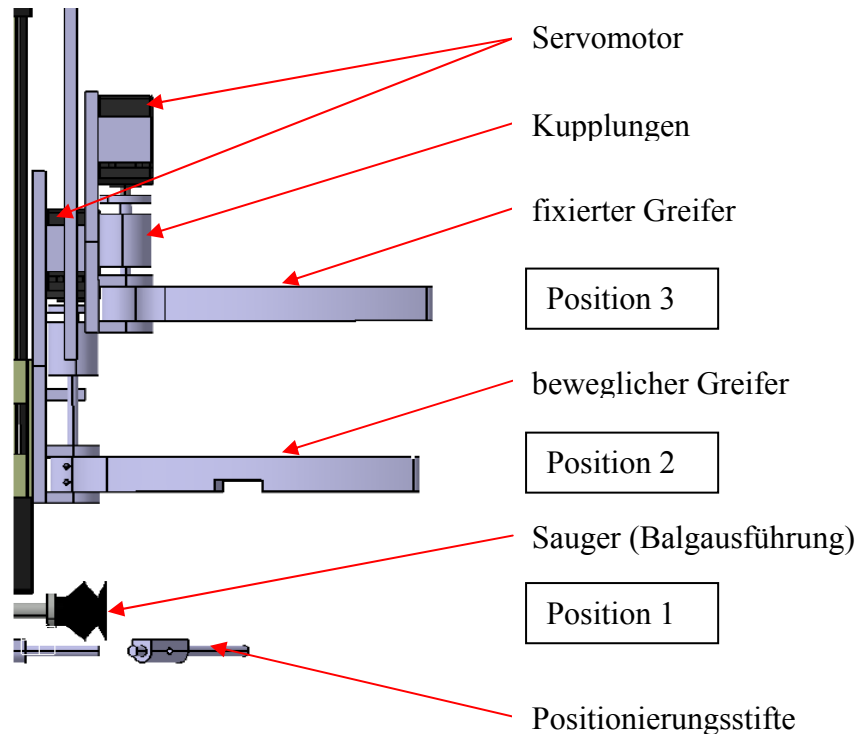 Servomotor
Kupplungen
fixierter Greifer
Position 3
beweglicher Greifer
Position 2
Sauger (Balgausführung)
Position 1
Positionierungsstifte